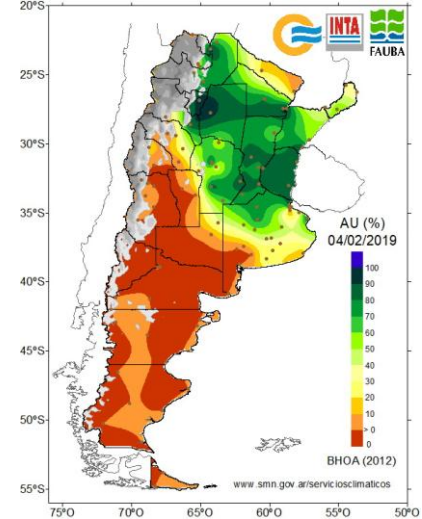 INTA
FAUBA
20°S
25°S
30°S
35°S
40°S
45°S
50°S
55°S
AU (%)
04/02/2019
100
90
80
70
60
50
40
30
20
10
> 0
0
BHOA (2012)
www.smn.gov.ar/serviciosclimaticos
75°O
70°O
65°O
60°O
55°O
50°O